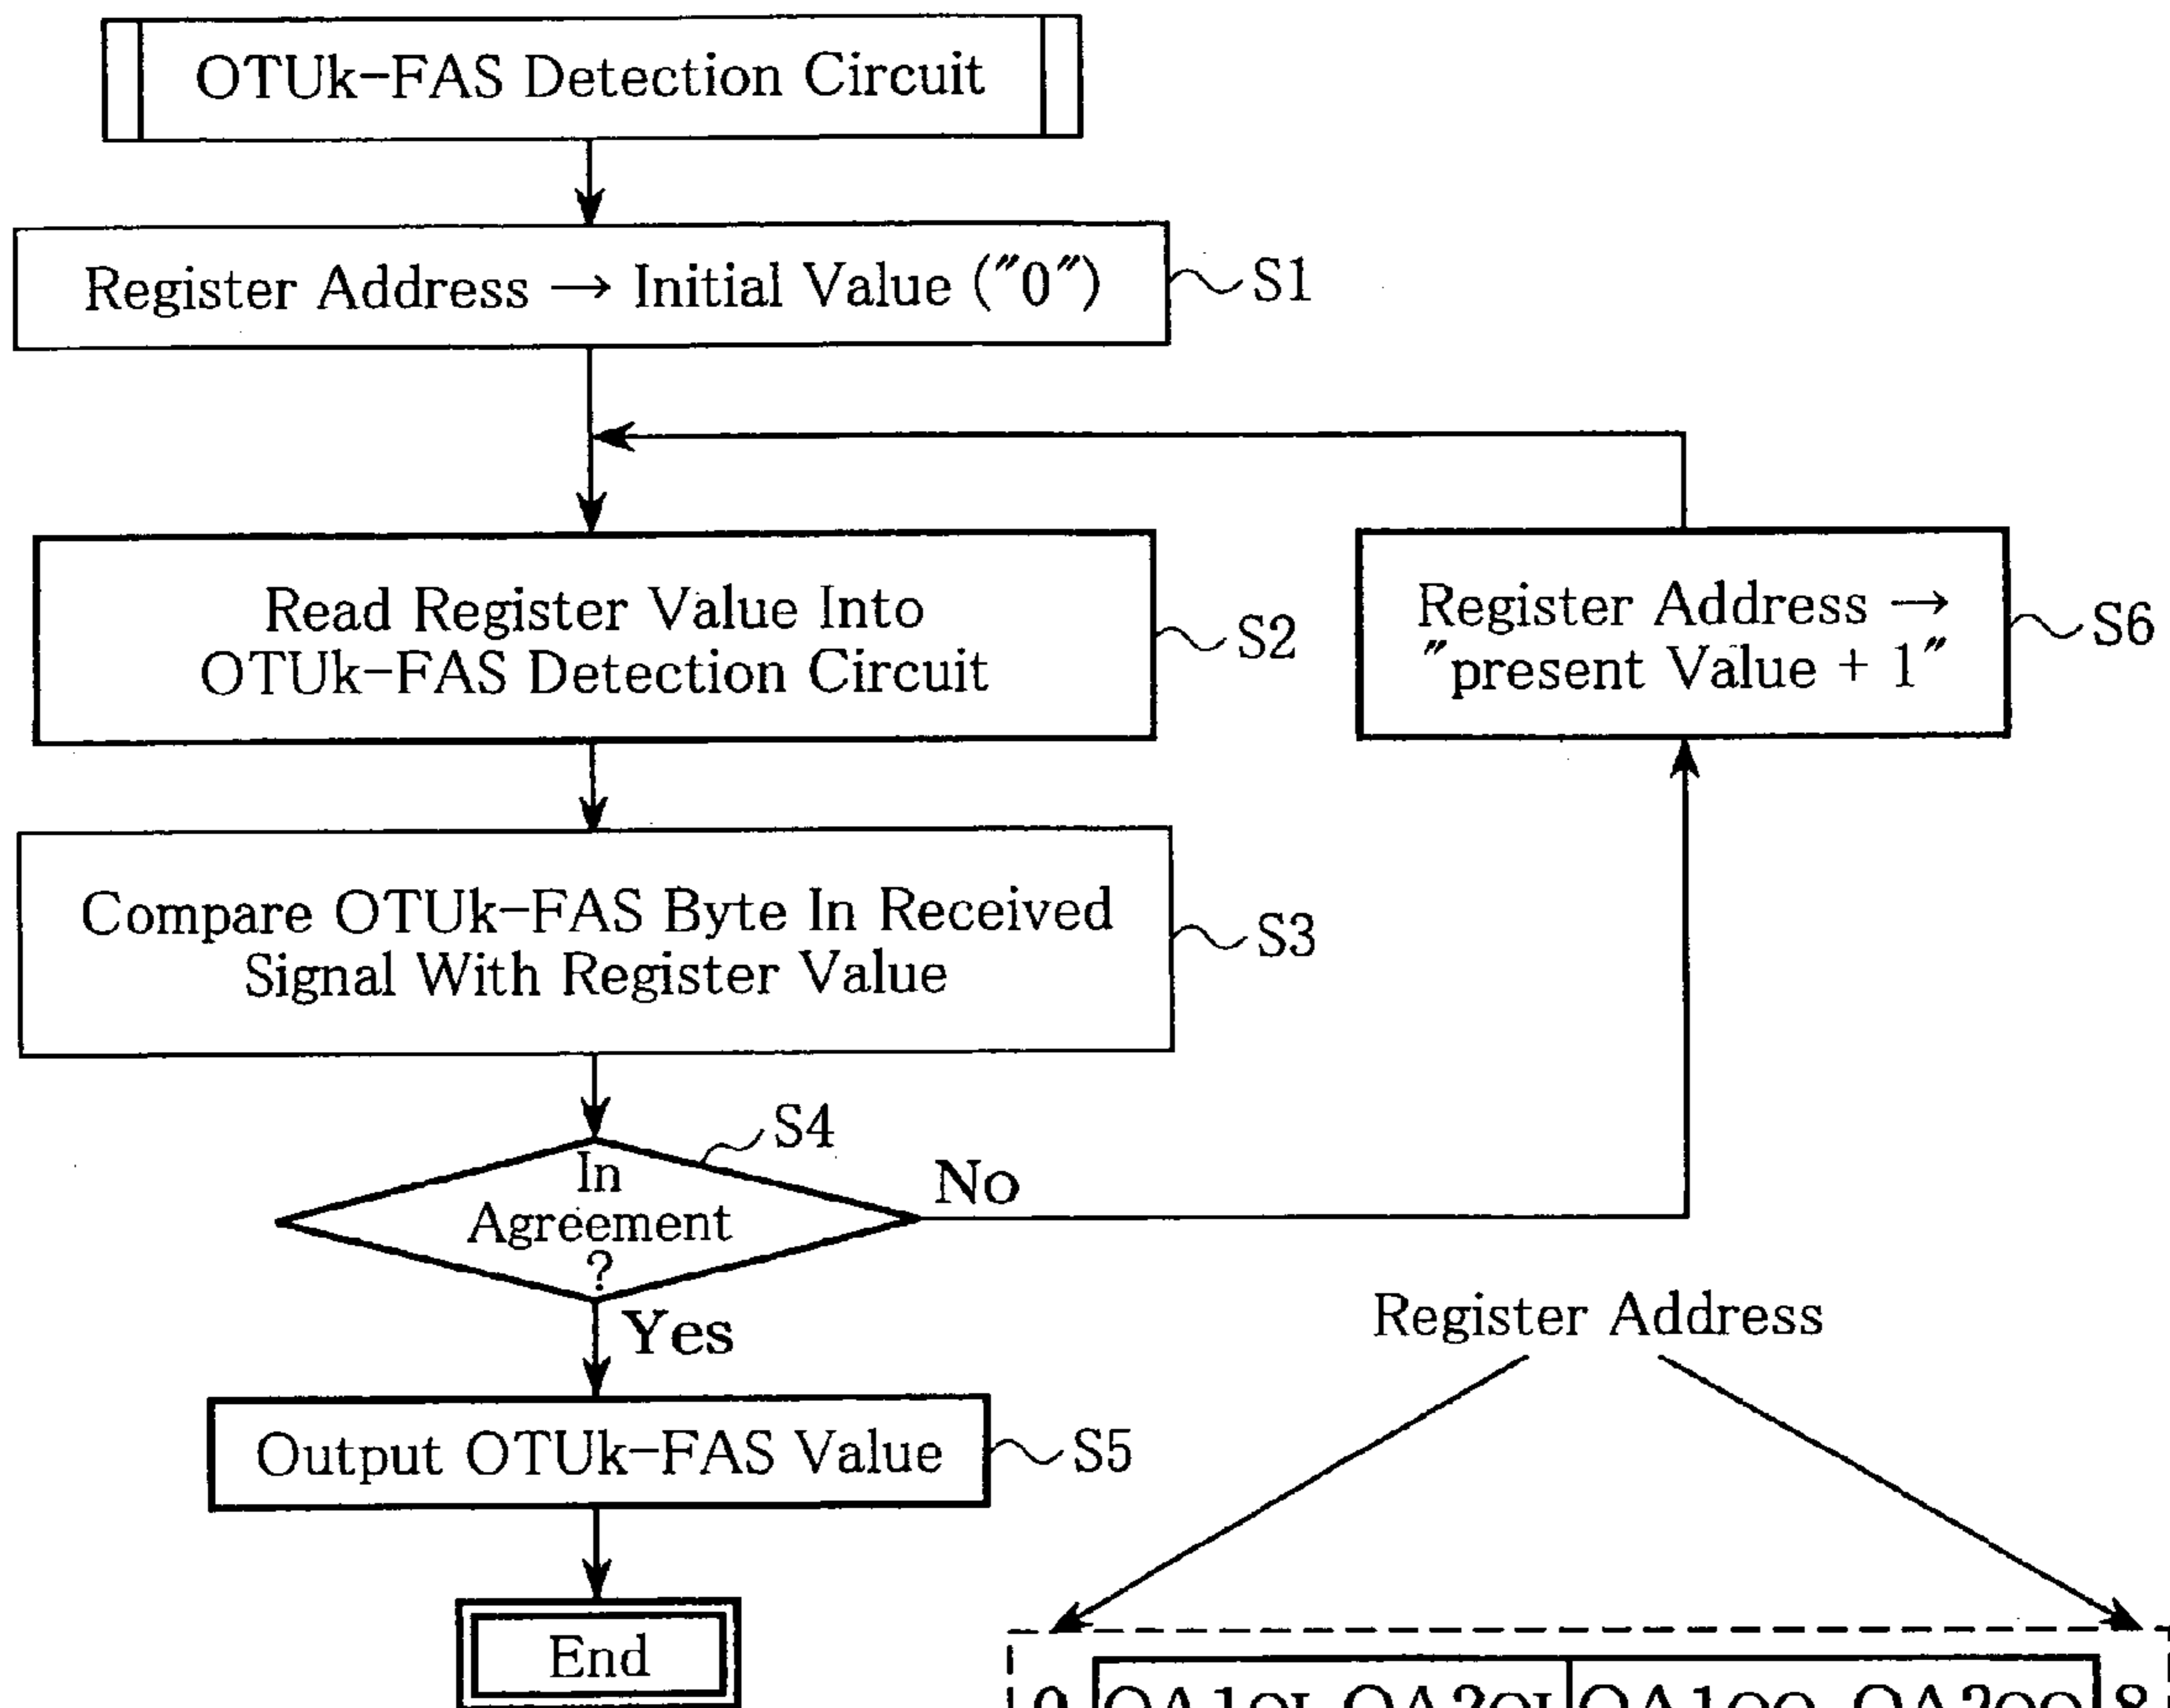 OTUk-FAS Detection Circuit
Register Address → Initial Value ("0")
S1
Read Register Value Into
OTUk-FAS Detection Circuit
S2
Register Address →
"present Value + 1"
S6
Compare OTUk-FAS Byte In Received
Signal With Register Value
S3
S4
In
Agreement
?
No
Yes
Register Address
Output OTUk-FAS Value
S5
End